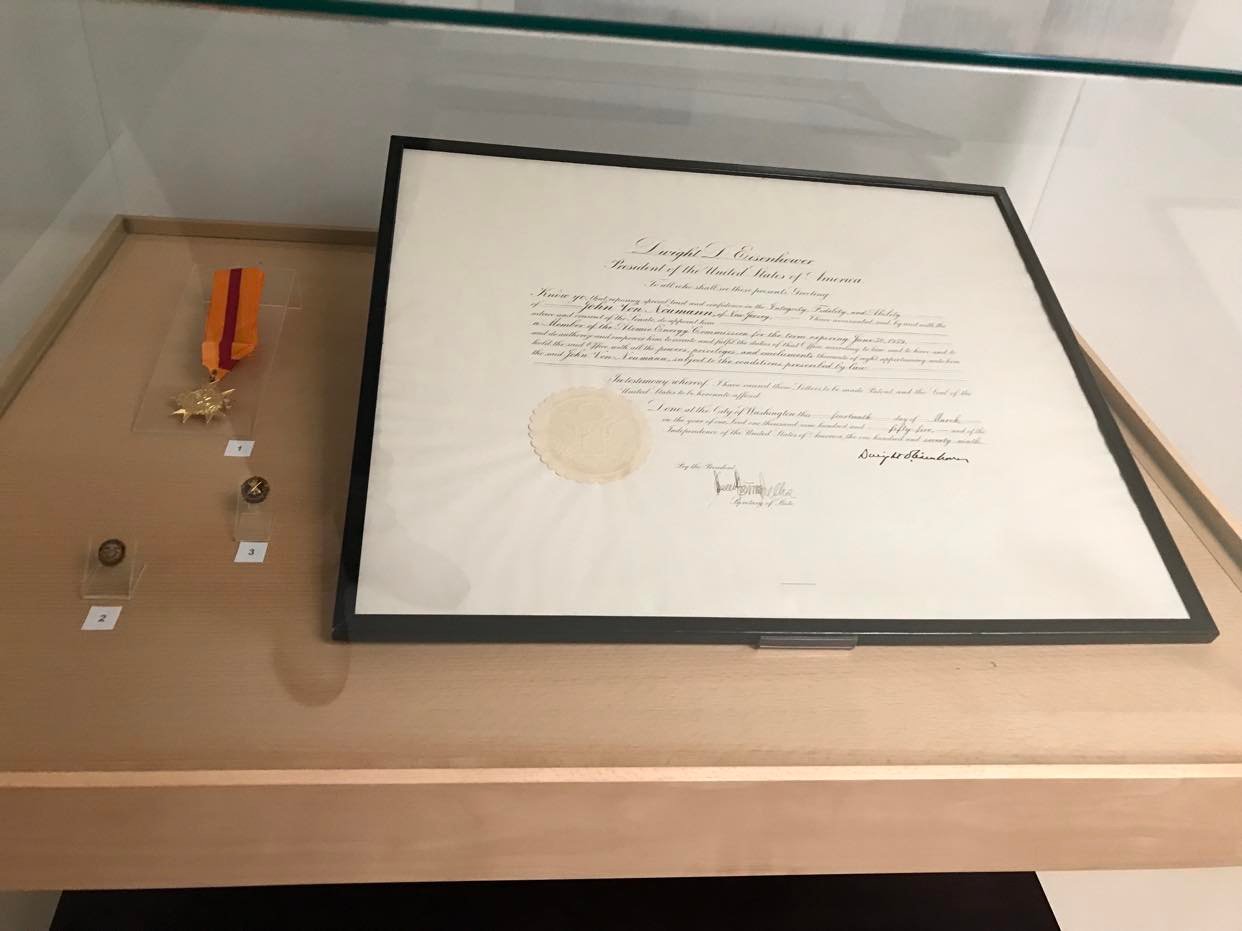 Dwight D. Eisenhower
President of the United States of America
To all who shall see these presents, Greeting:
Know ye, that reposing special trust and confidence in the Integrity, Fidelity, and Ability
of John Von Neumann, of New Jersey, I have nominated, and, by and with the
advice and consent of the Senate, do appoint him
a Member of the Atomic Energy Commission for the term expiring June 30, 1959,
and do authorize and empower him to execute and fulfil the duties of that Office according to law, and to have and to
hold the said Office, with all the powers, privileges, and emoluments thereunto of right appertaining, unto him
the said John Von Neumann, subject to the conditions prescribed by law.
In testimony whereof, I have caused these Letters to be made Patent, and the Seal of the
United States to be hereunto affixed.
Done at the City of Washington this fourteenth day of March,
in the year of our Lord one thousand nine hundred and fifty-five, and of the
Independence of the United States of America, the one hundred and seventy-ninth.
Dwight D Eisenhower
By the President:
Secretary of State.
1
3
2